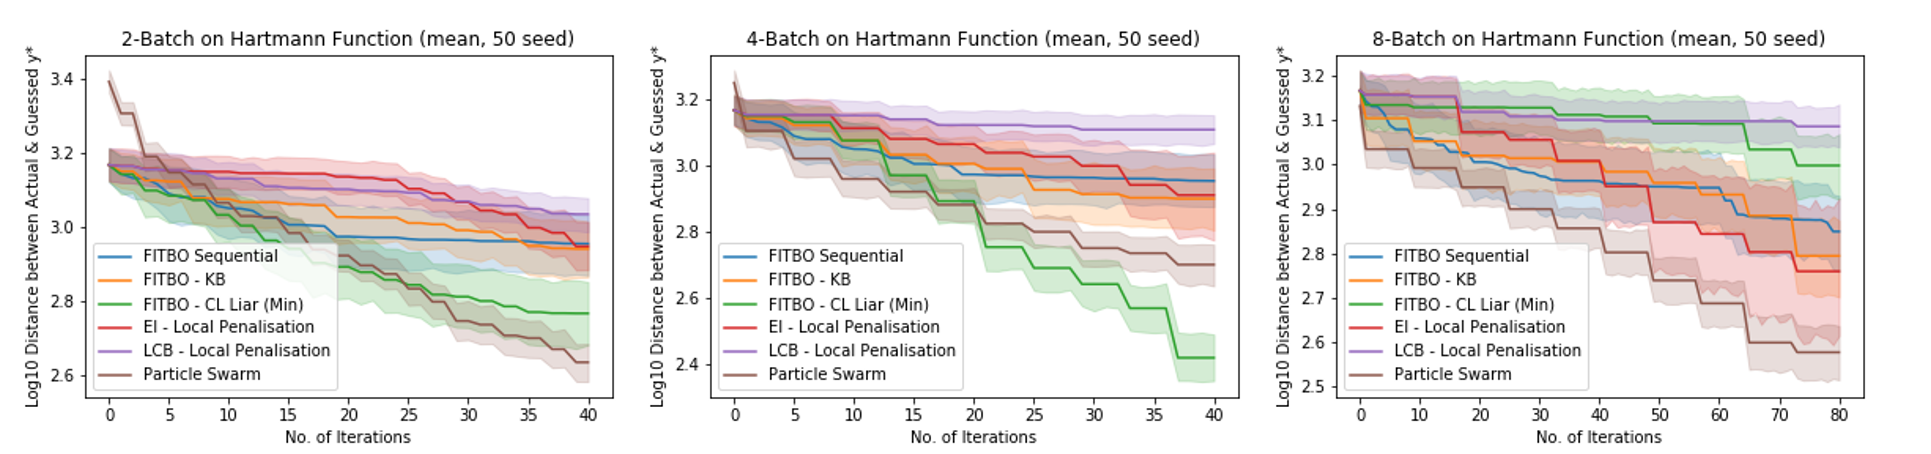 2-Batch on Hartmann Function (mean, 50 seed)
Log10 Distance between Actual & Guessed y*
3.4
3.2
3.0
2.8
2.6
FITBO Sequential
FITBO - KB
FITBO - CL Liar (Min)
EI - Local Penalisation
LCB - Local Penalisation
Particle Swarm
0 5 10 15 20 25 30 35 40
No. of Iterations
4-Batch on Hartmann Function (mean, 50 seed)
Log10 Distance between Actual & Guessed y*
3.2
3.0
2.8
2.6
2.4
FITBO Sequential
FITBO - KB
FITBO - CL Liar (Min)
EI - Local Penalisation
LCB - Local Penalisation
Particle Swarm
0 5 10 15 20 25 30 35 40
No. of Iterations
8-Batch on Hartmann Function (mean, 50 seed)
Log10 Distance between Actual & Guessed y*
3.2
3.1
3.0
2.9
2.8
2.7
2.6
2.5
FITBO Sequential
FITBO - KB
FITBO - CL Liar (Min)
EI - Local Penalisation
LCB - Local Penalisation
Particle Swarm
0 10 20 30 40 50 60 70 80
No. of Iterations